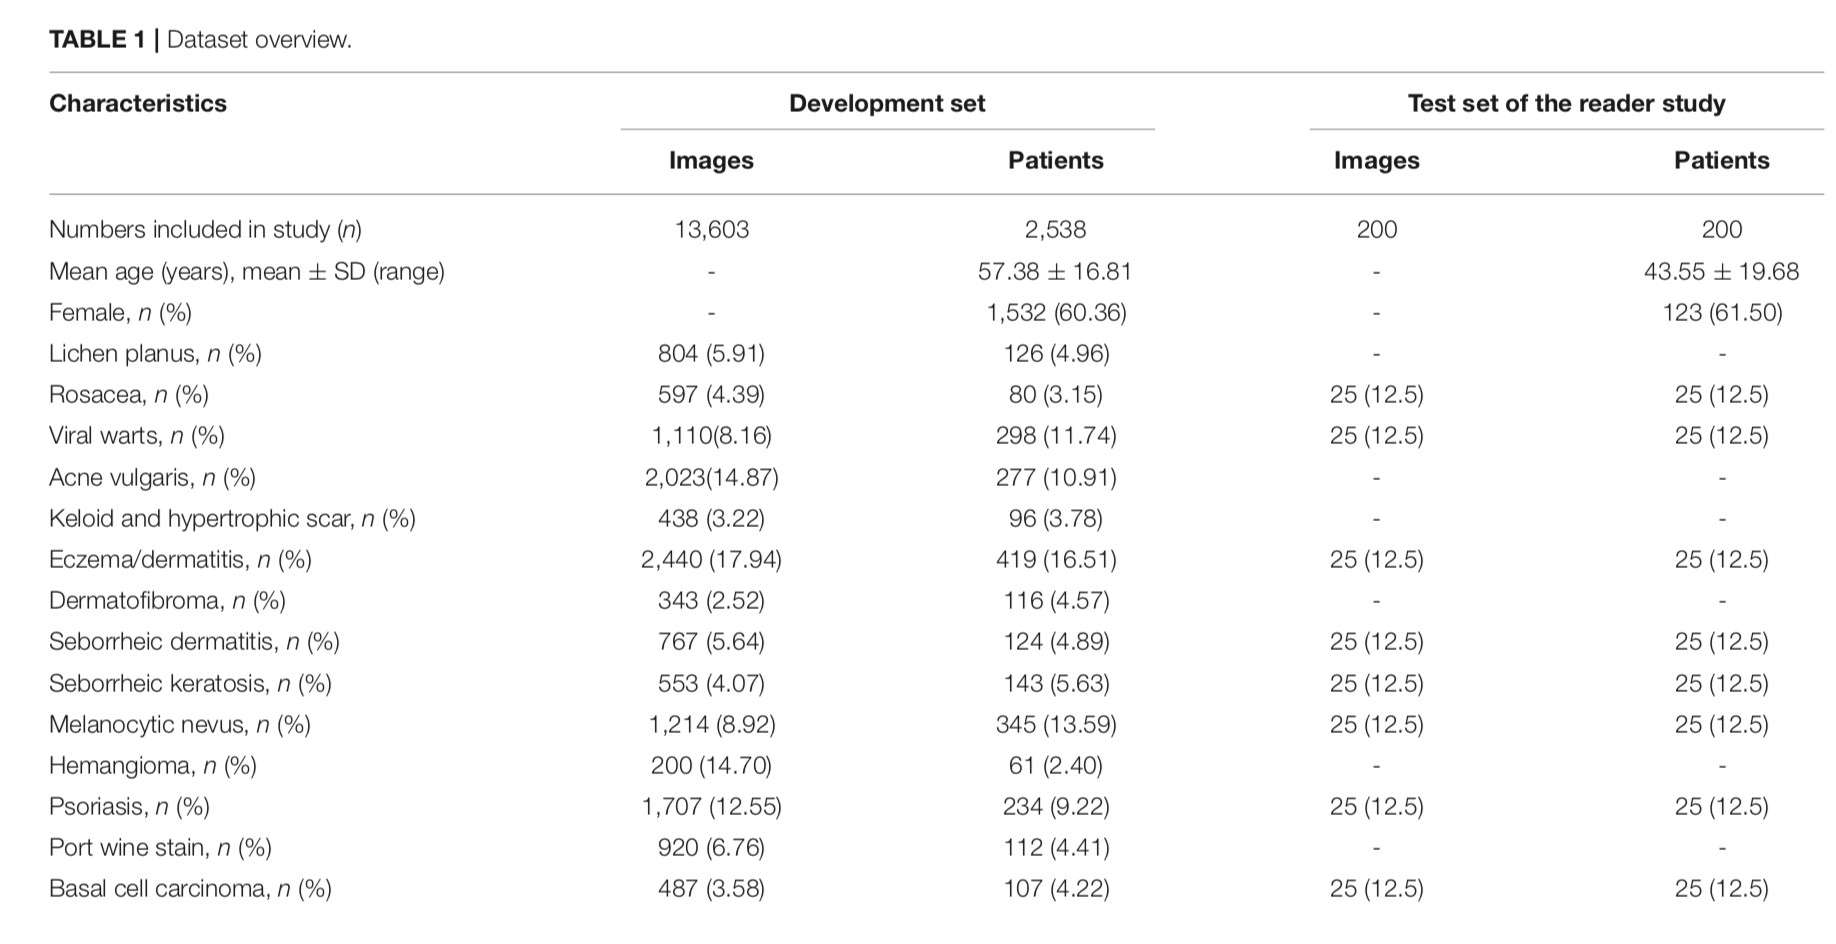 TABLE 1 | Dataset overview.
Characteristics Development set Test set of the reader study
Images Patients Images Patients
Numbers included in study (n) 13,603 2,538 200 200
Mean age (years), mean ± SD (range) - 57.38 ± 16.81 - 43.55 ± 19.68
Female, n (%) - 1,532 (60.36) - 123 (61.50)
Lichen planus, n (%) 804 (5.91) 126 (4.96) - -
Rosacea, n (%) 597 (4.39) 80 (3.15) 25 (12.5) 25 (12.5)
Viral warts, n (%) 1,110(8.16) 298 (11.74) 25 (12.5) 25 (12.5)
Acne vulgaris, n (%) 2,023(14.87) 277 (10.91) - -
Keloid and hypertrophic scar, n (%) 438 (3.22) 96 (3.78) - -
Eczema/dermatitis, n (%) 2,440 (17.94) 419 (16.51) 25 (12.5) 25 (12.5)
Dermatofibroma, n (%) 343 (2.52) 116 (4.57) - -
Seborrheic dermatitis, n (%) 767 (5.64) 124 (4.89) 25 (12.5) 25 (12.5)
Seborrheic keratosis, n (%) 553 (4.07) 143 (5.63) 25 (12.5) 25 (12.5)
Melanocytic nevus, n (%) 1,214 (8.92) 345 (13.59) 25 (12.5) 25 (12.5)
Hemangioma, n (%) 200 (14.70) 61 (2.40) - -
Psoriasis, n (%) 1,707 (12.55) 234 (9.22) 25 (12.5) 25 (12.5)
Port wine stain, n (%) 920 (6.76) 112 (4.41) - -
Basal cell carcinoma, n (%) 487 (3.58) 107 (4.22) 25 (12.5) 25 (12.5)